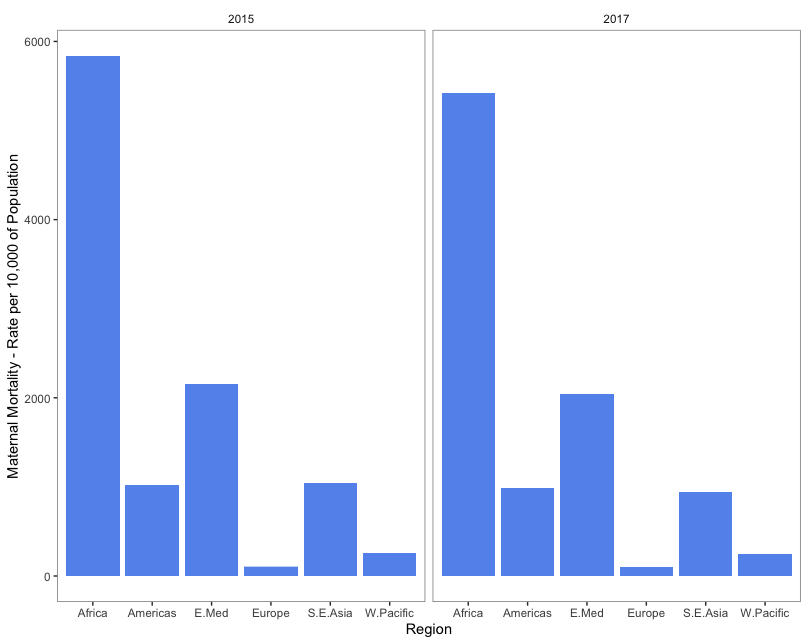 2015 2017
Maternal Mortality - Rate per 10,000 of Population
6000
4000
2000
0
Africa Americas E.Med Europe S.E.Asia W.Pacific Africa Americas E.Med Europe S.E.Asia W.Pacific
Region